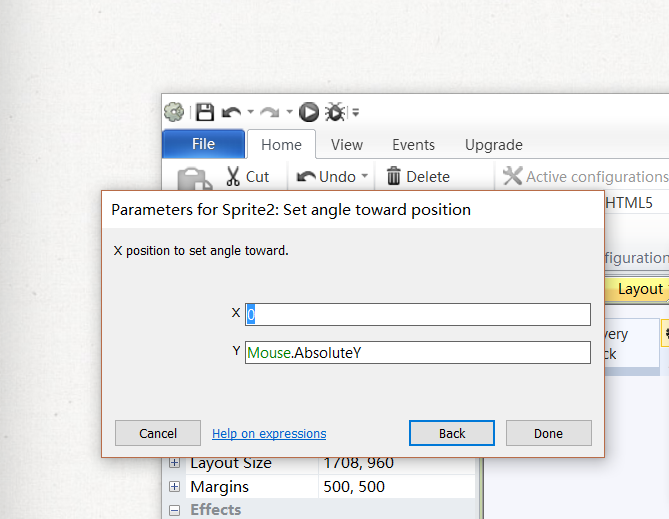 File Home View Events Upgrade
Cut Undo Delete Active configurations
HTML5
Parameters for Sprite2: Set angle toward position
X position to set angle toward.
figuration
Layout
X 0
very
Y Mouse.AbsoluteY
ck
Cancel Help on expressions Back Done
Layout Size 1708, 960
Margins 500, 500
Effects